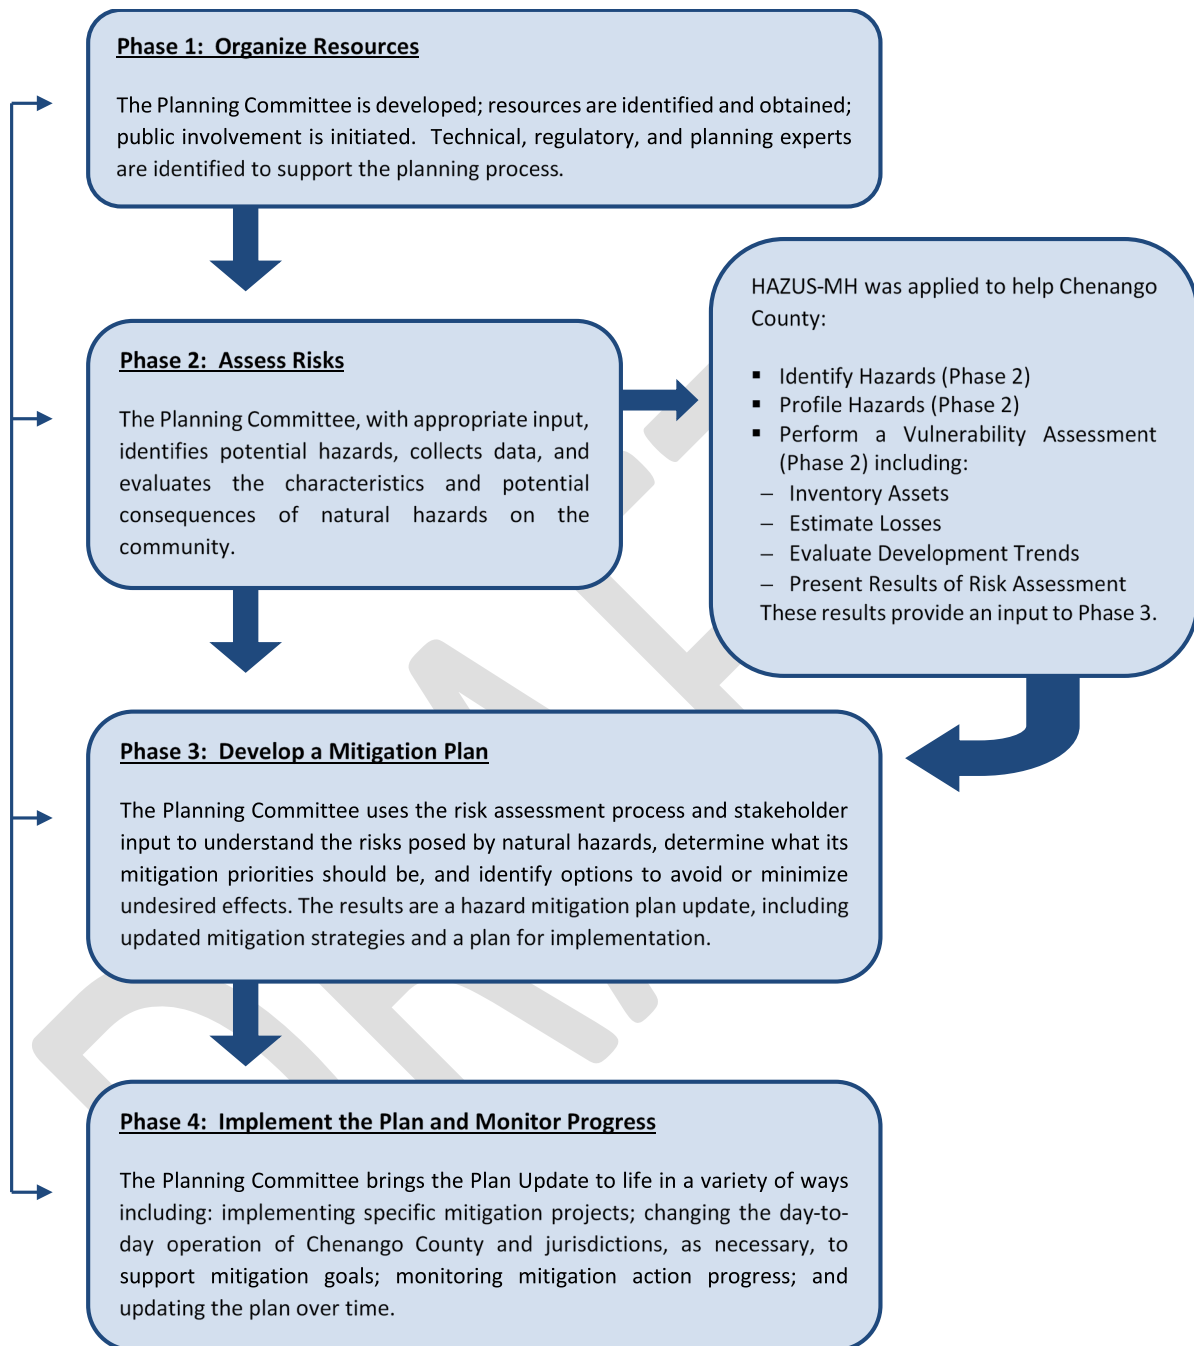 Phase 1:  Organize Resources
The Planning Committee is developed; resources are identified and obtained;
public involvement is initiated.  Technical, regulatory, and planning experts
are identified to support the planning process.
Phase 2:  Assess Risks
The Planning Committee, with appropriate input,
identifies potential hazards, collects data, and
evaluates the characteristics and potential
consequences of natural hazards on the
community.
HAZUS-MH was applied to help Chenango
County:
▪ Identify Hazards (Phase 2)
▪ Profile Hazards (Phase 2)
▪ Perform a Vulnerability Assessment
(Phase 2) including:
– Inventory Assets
– Estimate Losses
– Evaluate Development Trends
– Present Results of Risk Assessment
These results provide an input to Phase 3.
Phase 3:  Develop a Mitigation Plan
The Planning Committee uses the risk assessment process and stakeholder
input to understand the risks posed by natural hazards, determine what its
mitigation priorities should be, and identify options to avoid or minimize
undesired effects. The results are a hazard mitigation plan update, including
updated mitigation strategies and a plan for implementation.
Phase 4:  Implement the Plan and Monitor Progress
The Planning Committee brings the Plan Update to life in a variety of ways
including: implementing specific mitigation projects; changing the day-to-
day operation of Chenango County and jurisdictions, as necessary, to
support mitigation goals; monitoring mitigation action progress; and
updating the plan over time.
DRAFT